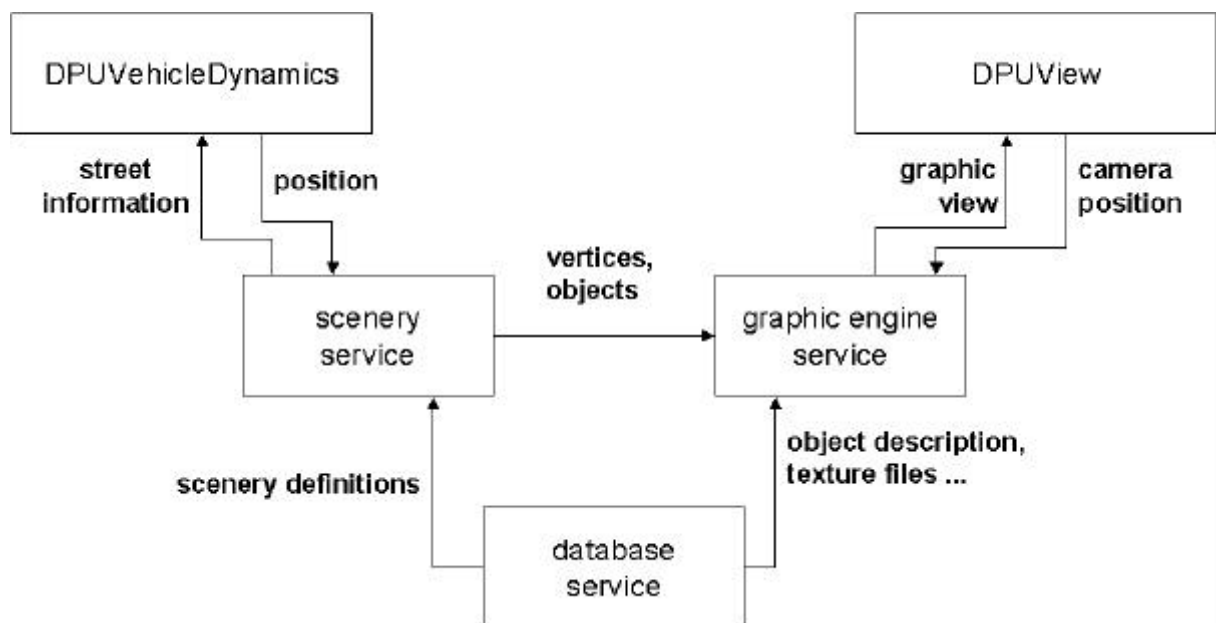 DPUVehicleDynamics
DPUView
street
information
position
graphic
view
camera
position
vertices,
objects
scenery
service
graphic engine
service
scenery definitions
object description,
texture files ...
database
service